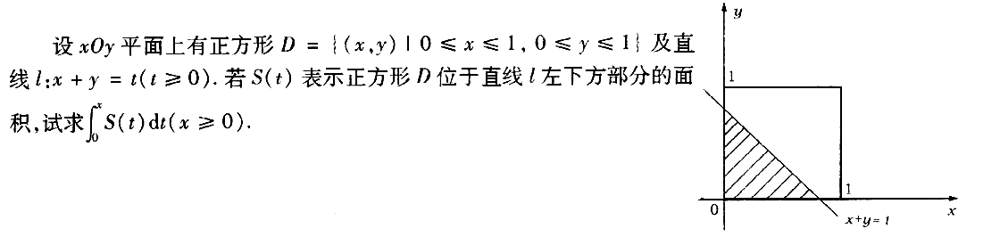 设 xOy 平面上有正方形 D = {(x,y) | 0 ≤ x ≤ 1, 0 ≤ y ≤ 1} 及直
线 l:x + y = t(t ≥ 0). 若 S(t) 表示正方形 D 位于直线 l 左下方部分的面
积,试求∫₀ˣ S(t)dt(x ≥ 0).
y
1
1
0
x
x+y=t